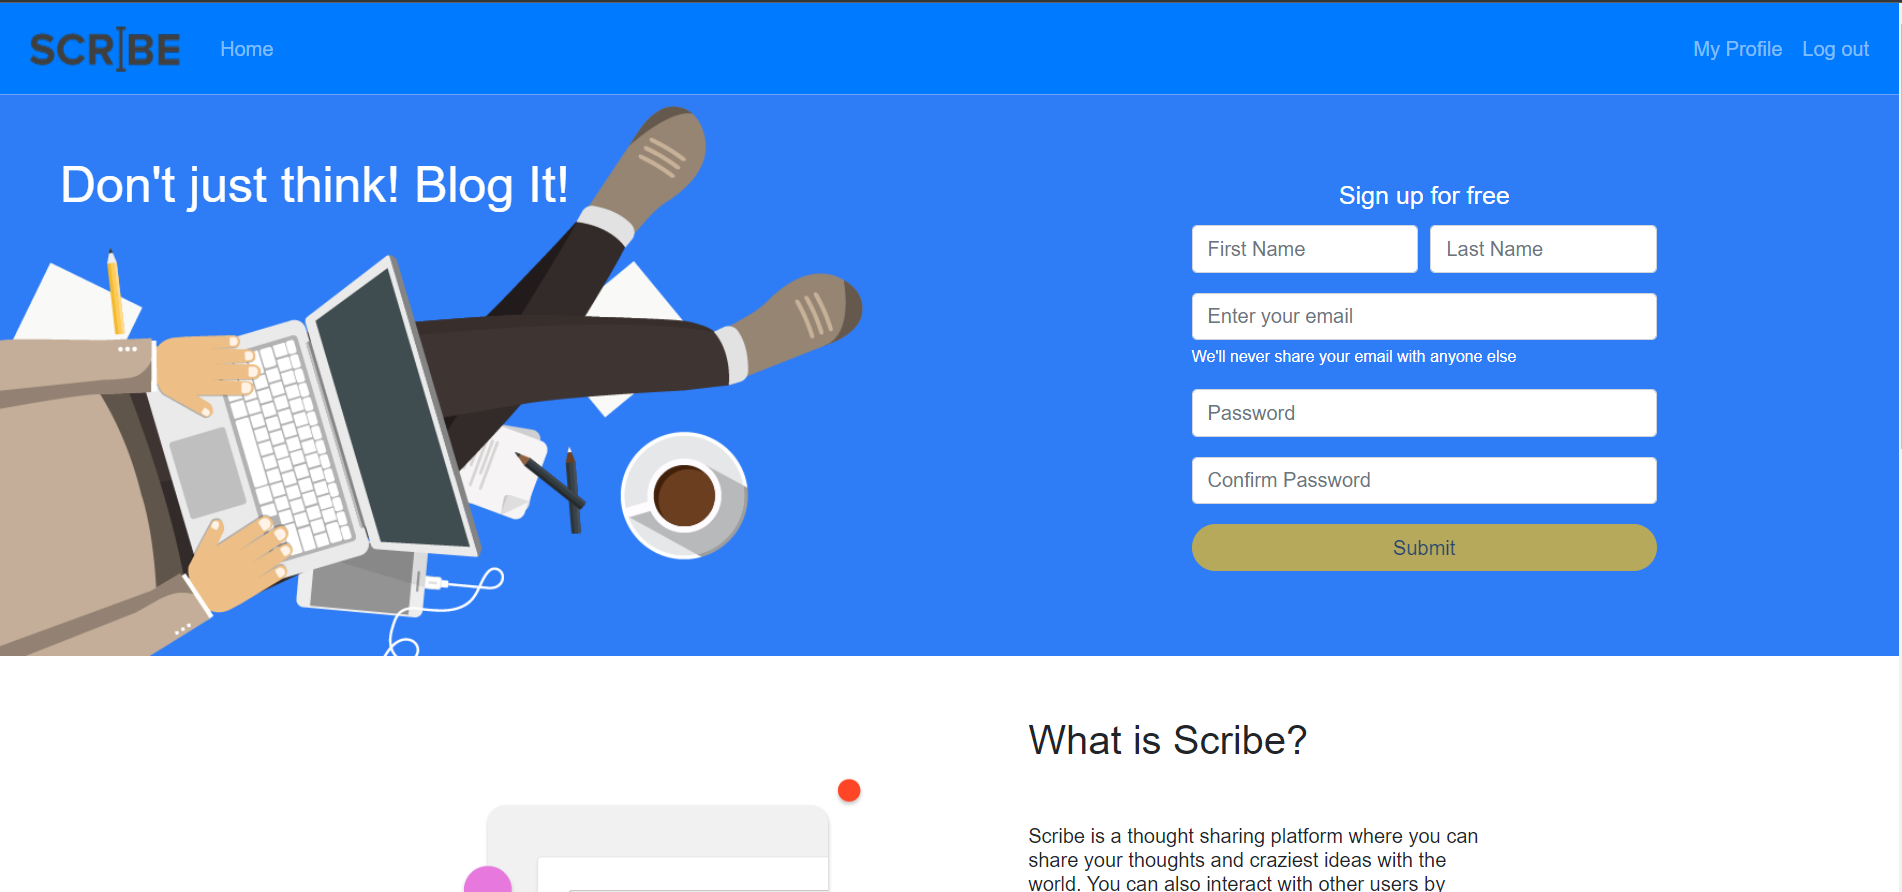 SCRIBE
Home
My Profile
Log out
Don't just think! Blog It!
Sign up for free
First Name
Last Name
Enter your email
We'll never share your email with anyone else
Password
Confirm Password
Submit
What is Scribe?
Scribe is a thought sharing platform where you can
share your thoughts and craziest ideas with the
world. You can also interact with other users by